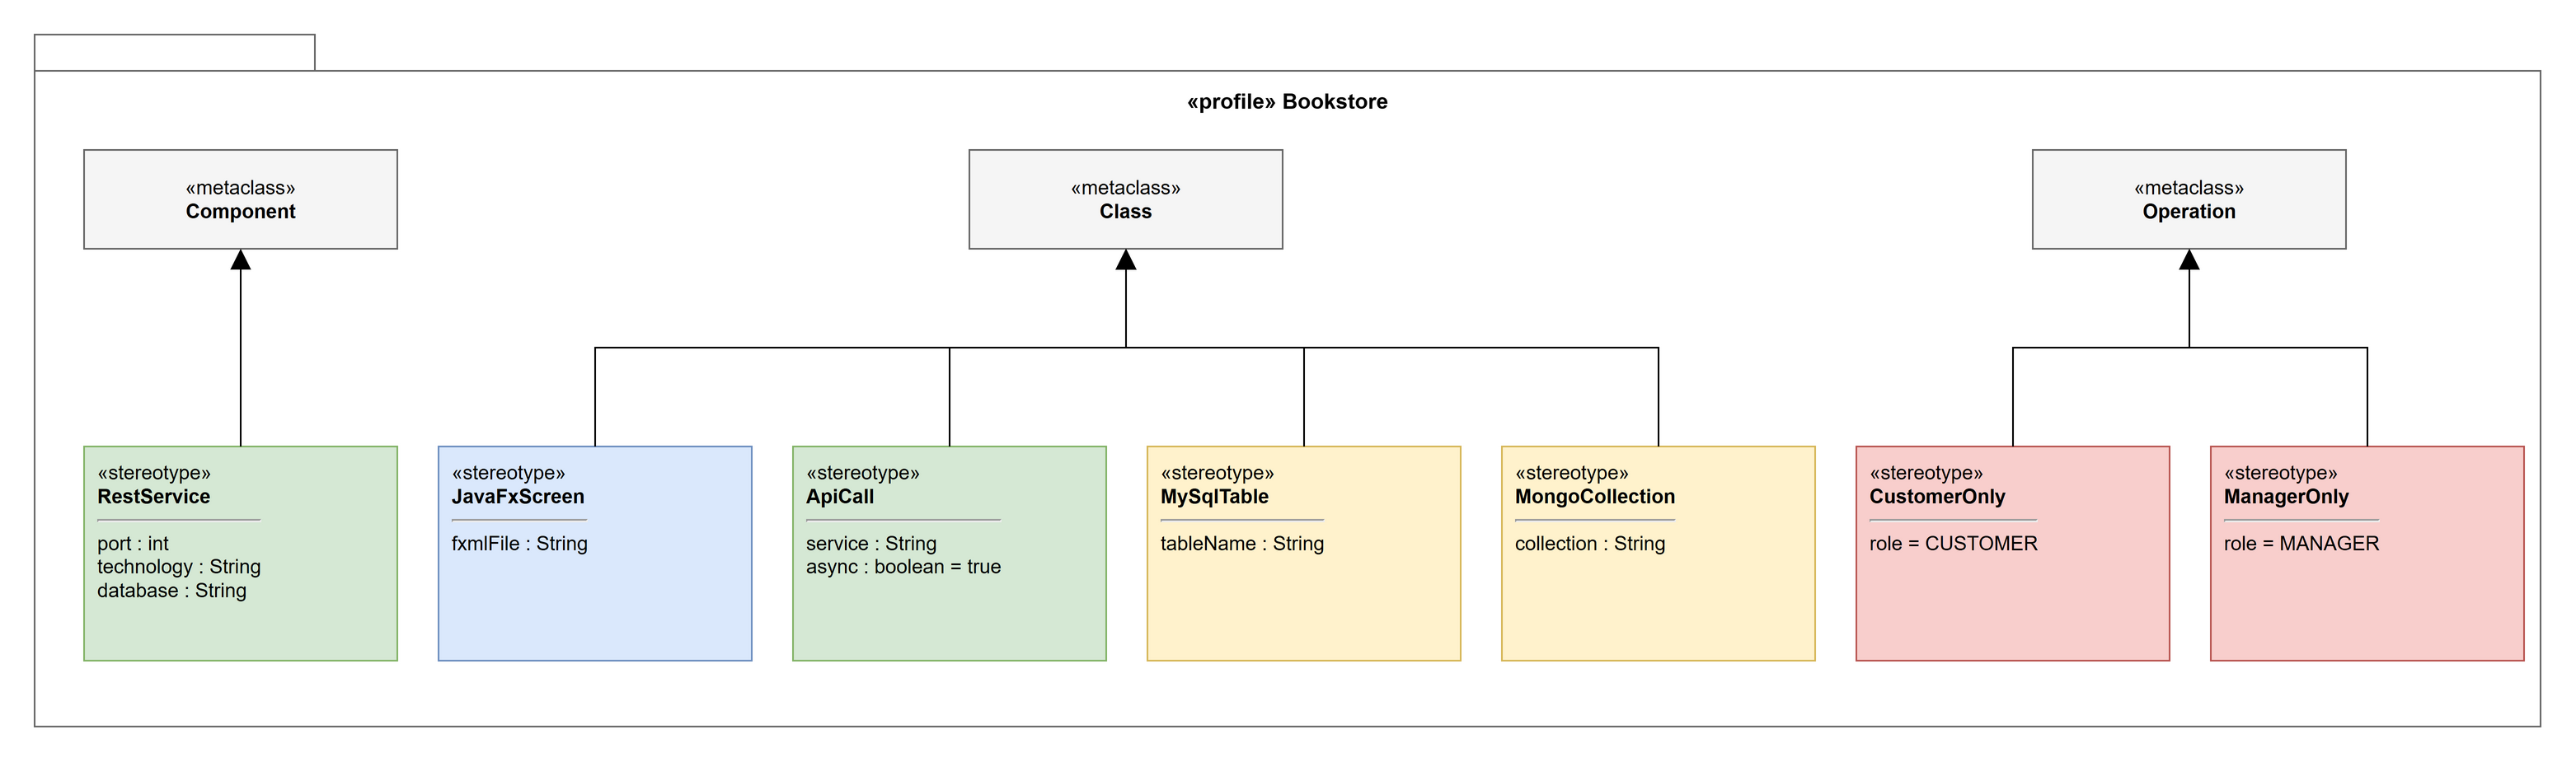 «profile» Bookstore
«metaclass»
Component
«metaclass»
Class
«metaclass»
Operation
«stereotype»
RestService
port : int
technology : String
database : String
«stereotype»
JavaFxScreen
fxmlFile : String
«stereotype»
ApiCall
service : String
async : boolean = true
«stereotype»
MySqlTable
tableName : String
«stereotype»
MongoCollection
collection : String
«stereotype»
CustomerOnly
role = CUSTOMER
«stereotype»
ManagerOnly
role = MANAGER